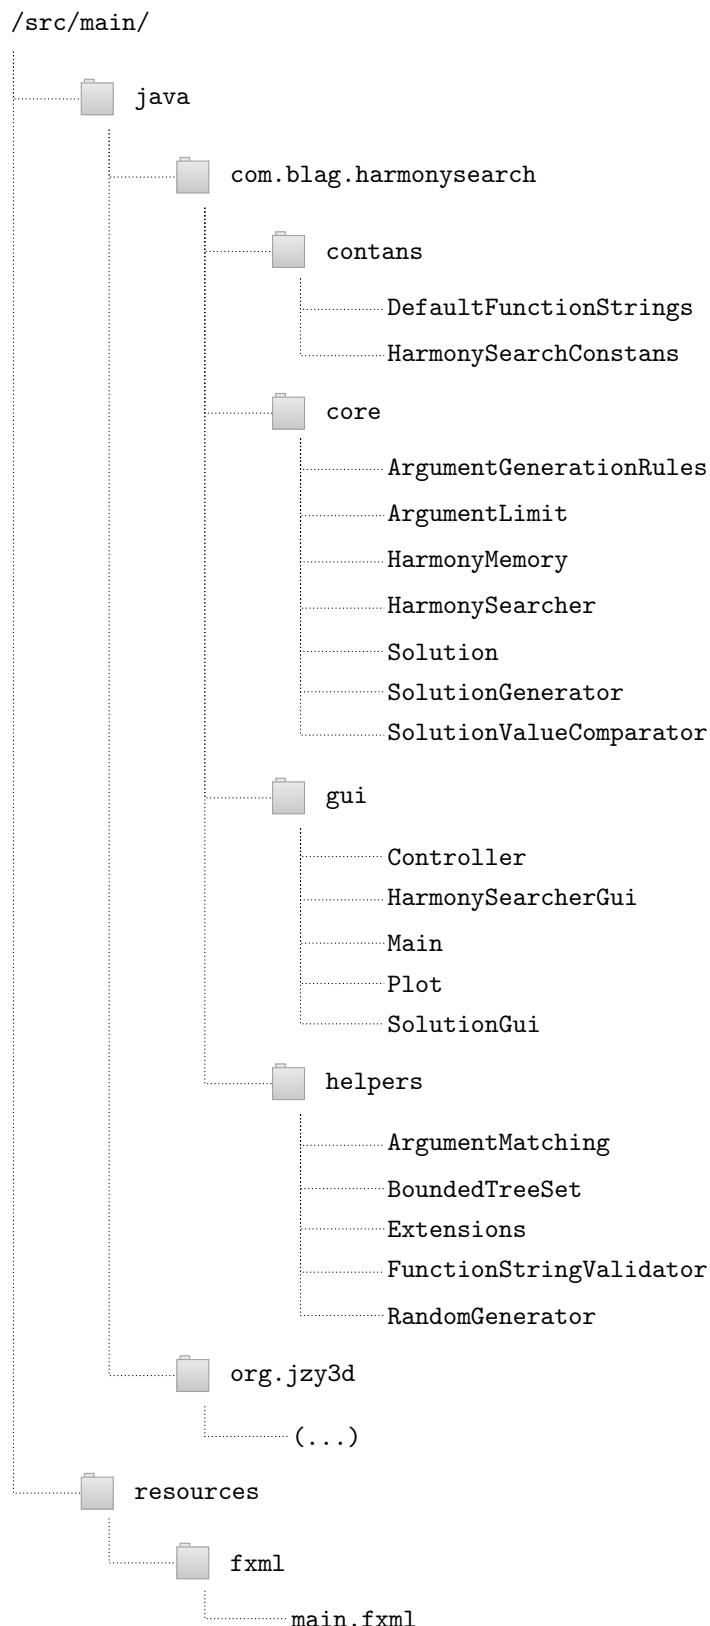 /src/main/
java
com.blag.harmonysearch
contans
DefaultFunctionStrings
HarmonySearchConstans
core
ArgumentGenerationRules
ArgumentLimit
HarmonyMemory
HarmonySearcher
Solution
SolutionGenerator
SolutionValueComparator
gui
Controller
HarmonySearcherGui
Main
Plot
SolutionGui
helpers
ArgumentMatching
BoundedTreeSet
Extensions
FunctionStringValidator
RandomGenerator
org.jzy3d
(...)
resources
fxml
main.fxml